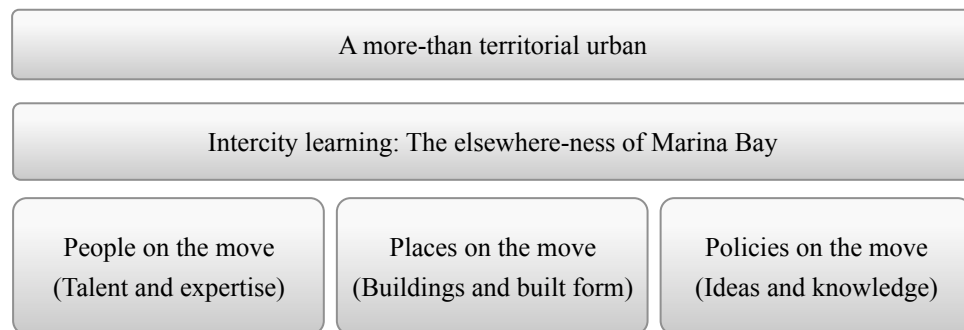 A more-than territorial urban
Intercity learning: The elsewhere-ness of Marina Bay
People on the move
(Talent and expertise)
Places on the move
(Buildings and built form)
Policies on the move
(Ideas and knowledge)